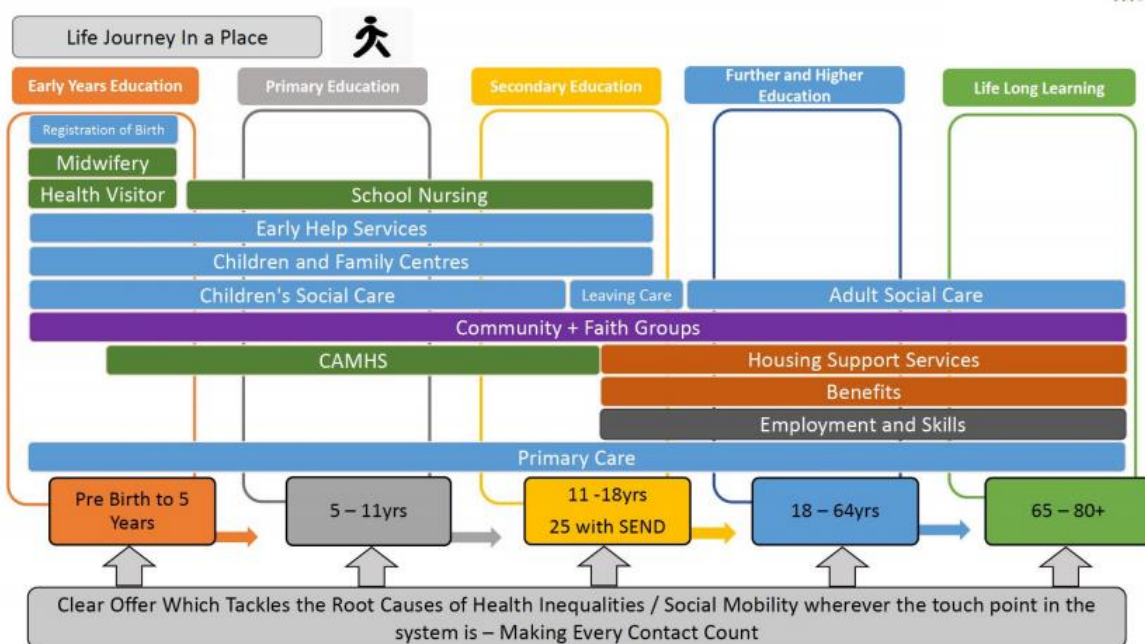 Life Journey In a Place
Early Years Education
Primary Education
Secondary Education
Further and Higher
Education
Life Long Learning
Registration of Birth
Midwifery
Health Visitor
School Nursing
Early Help Services
Children and Family Centres
Children's Social Care
Leaving Care
Adult Social Care
Community + Faith Groups
CAMHS
Housing Support Services
Benefits
Employment and Skills
Primary Care
Pre Birth to 5
Years
5 – 11yrs
11 -18yrs
25 with SEND
18 – 64yrs
65 – 80+
Clear Offer Which Tackles the Root Causes of Health Inequalities / Social Mobility wherever the touch point in the
system is – Making Every Contact Count